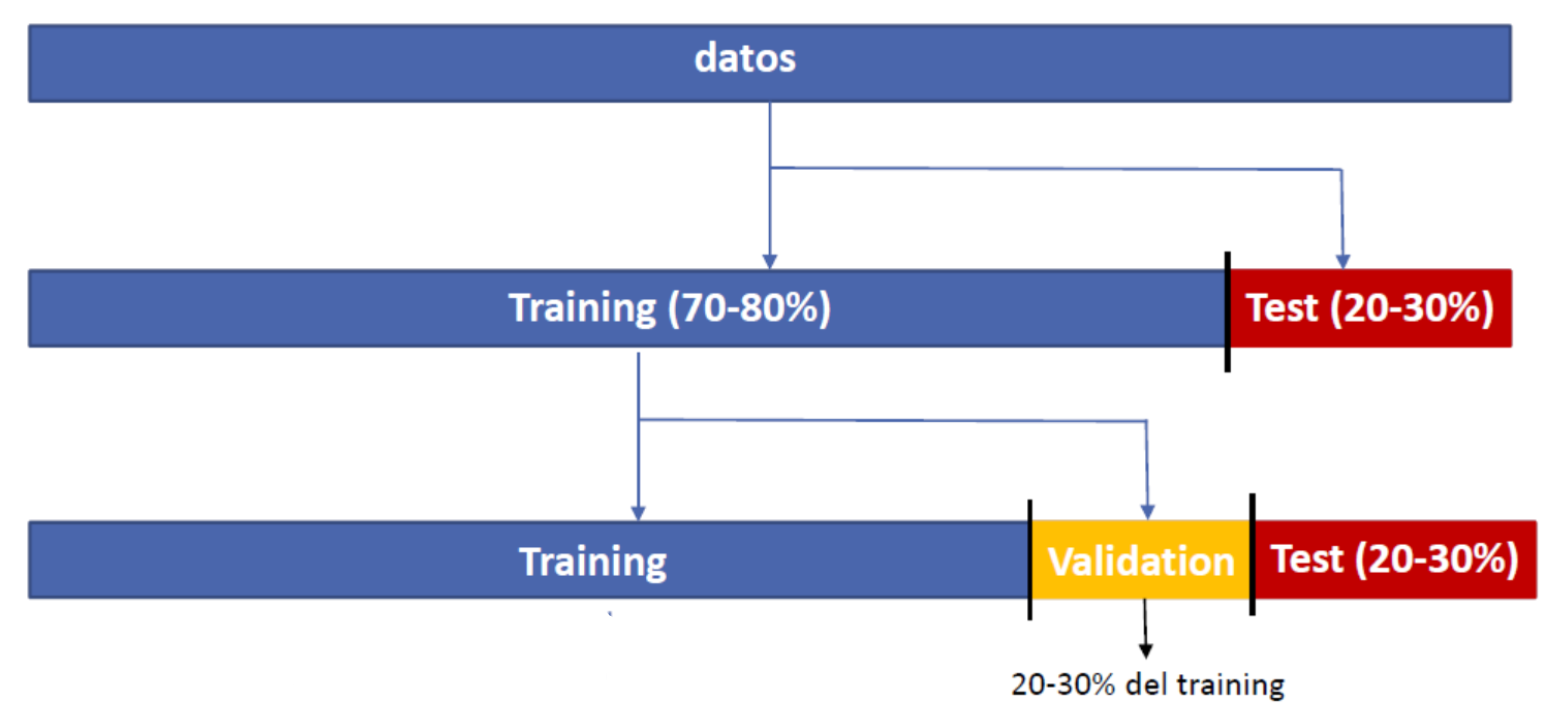 datos
Training (70-80%)
Test (20-30%)
Training
Validation
Test (20-30%)
20-30% del training